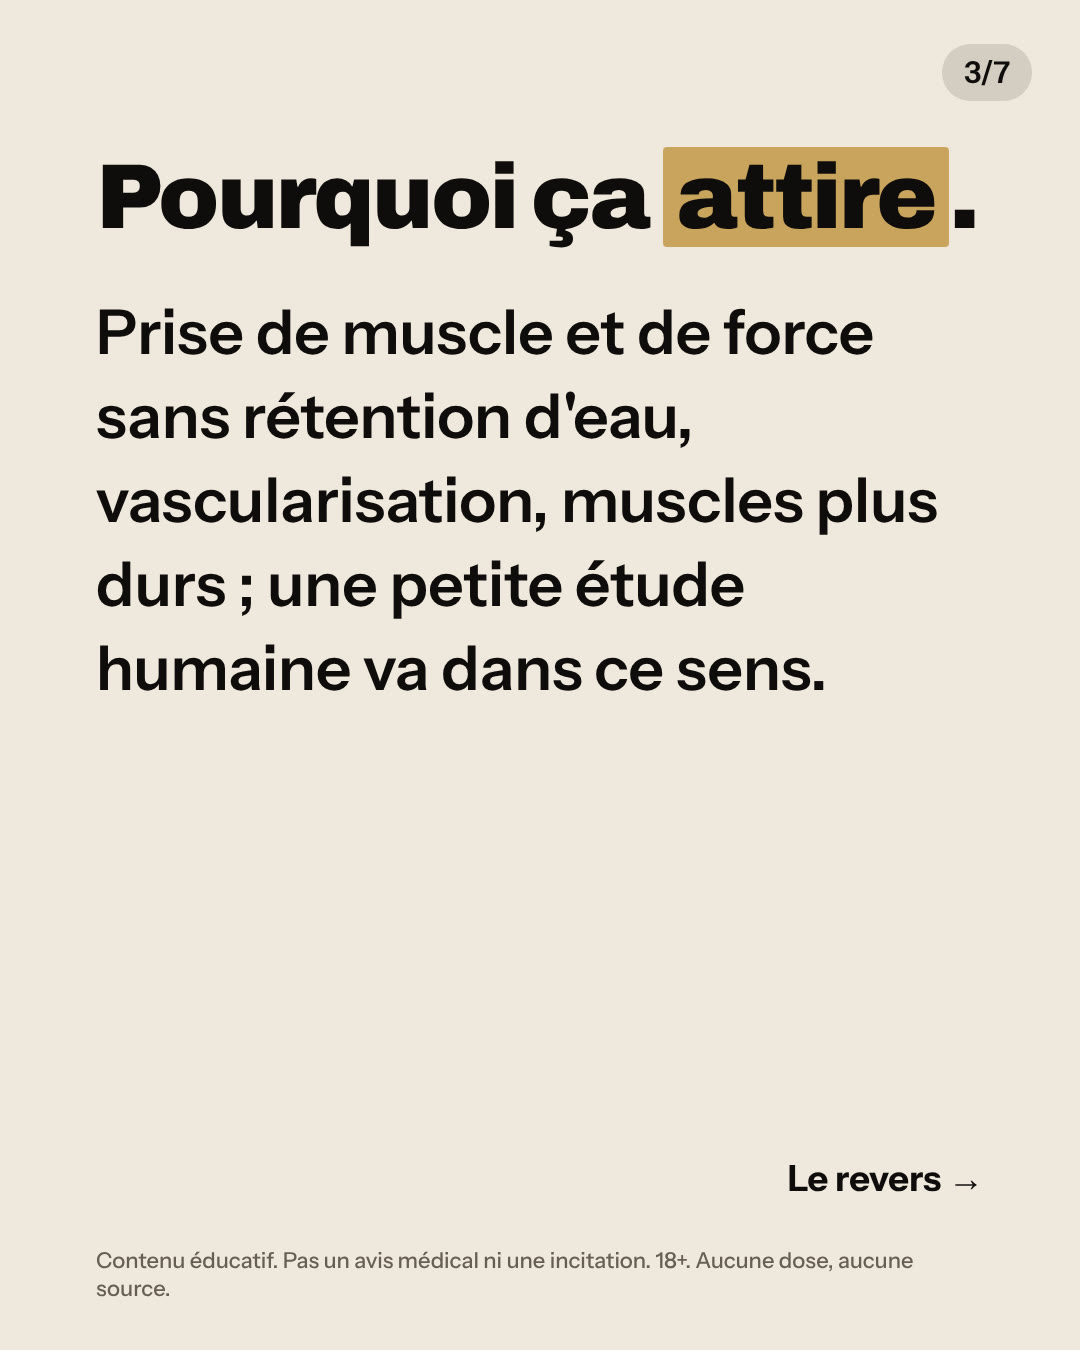 3/7
Pourquoi ça attire.
Prise de muscle et de force
sans rétention d'eau,
vascularisation, muscles plus
durs ; une petite étude
humaine va dans ce sens.
Le revers →
Contenu éducatif. Pas un avis médical ni une incitation. 18+. Aucune dose, aucune
source.